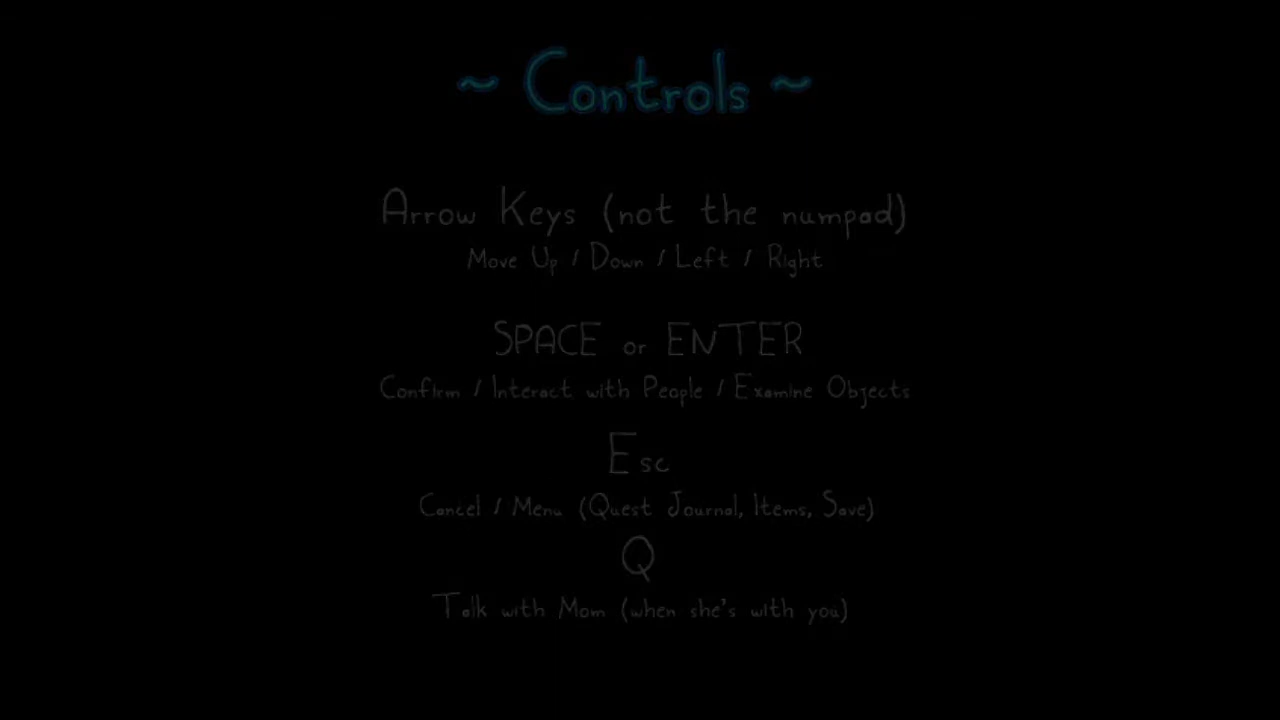 ~ Controls ~
Arrow Keys (not the numpad)
Move Up / Down / Left / Right
SPACE or ENTER
Confirm / Interact with People / Examine Objects
Esc
Cancel / Menu (Quest Journal, Items, Save)
Q
Talk with Mom (when she's with you)